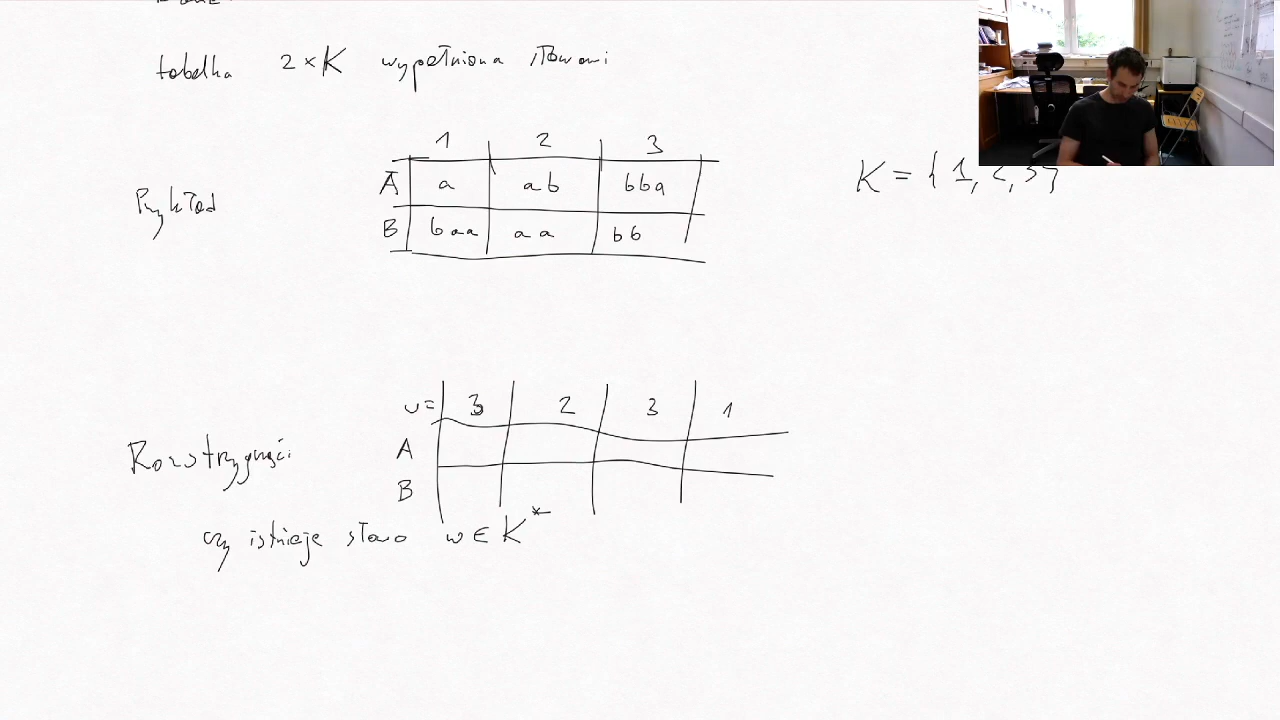 tabelka 2×K wypełniona słowami
1 2 3
A a ab bba
B baa aa bb
Przykład
K = { 1, 2, 3 }
w= 3 2 3 1
A
B
Rozstrzygnąć:
czy istnieje słowo w ∈ K*